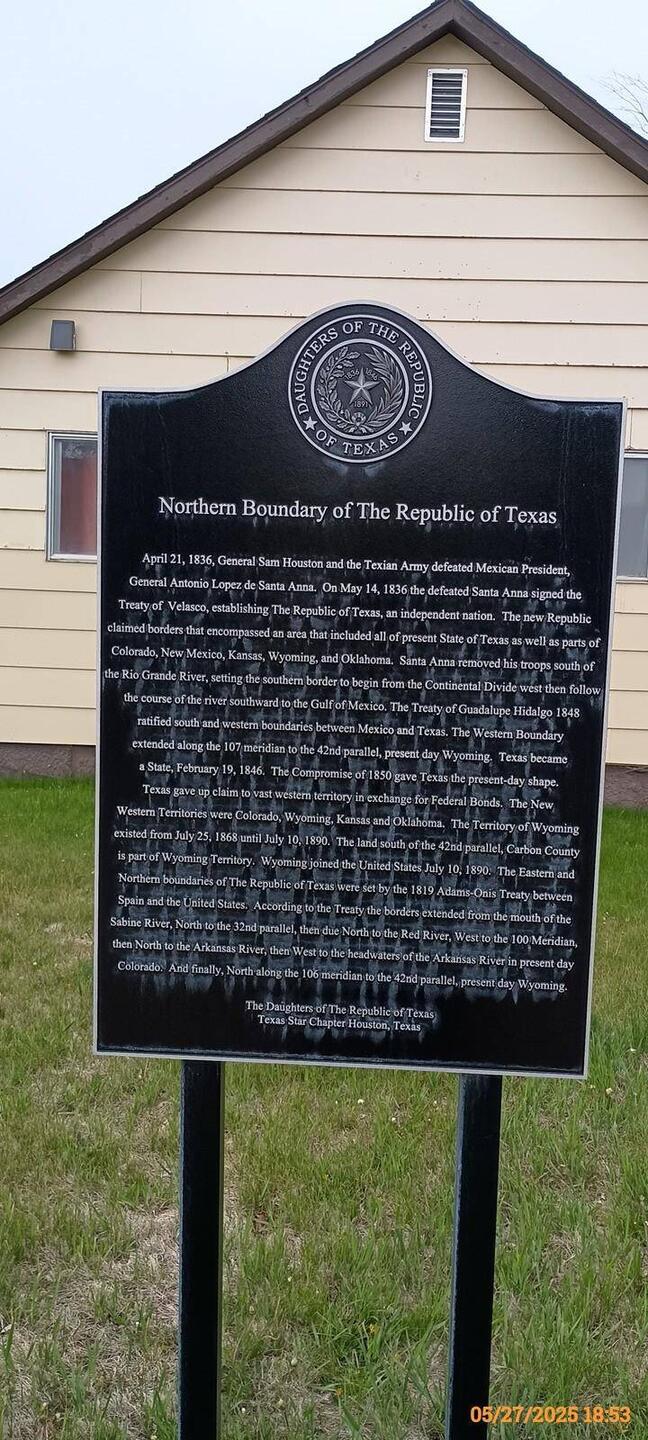 DAUGHTERS OF THE REPUBLIC
OF TEXAS
1836 1846
1891
Northern Boundary of The Republic of Texas
April 21, 1836, General Sam Houston and the Texian Army defeated Mexican President,
General Antonio Lopez de Santa Anna. On May 14, 1836 the defeated Santa Anna signed the
Treaty of Velasco, establishing The Republic of Texas, an independent nation. The new Republic
claimed borders that encompassed an area that included all of present State of Texas as well as parts of
Colorado, New Mexico, Kansas, Wyoming, and Oklahoma. Santa Anna removed his troops south of
the Rio Grande River, setting the southern border to begin from the Continental Divide west then follow
the course of the river southward to the Gulf of Mexico. The Treaty of Guadalupe Hidalgo 1848
ratified south and western boundaries between Mexico and Texas. The Western Boundary
extended along the 107 meridian to the 42nd parallel, present day Wyoming. Texas became
a State, February 19, 1846. The Compromise of 1850 gave Texas the present-day shape.
Texas gave up claim to vast western territory in exchange for Federal Bonds. The New
Western Territories were Colorado, Wyoming, Kansas and Oklahoma. The Territory of Wyoming
existed from July 25, 1868 until July 10, 1890. The land south of the 42nd parallel, Carbon County
is part of Wyoming Territory. Wyoming joined the United States July 10, 1890. The Eastern and
Northern boundaries of The Republic of Texas were set by the 1819 Adams-Onis Treaty between
Spain and the United States. According to the Treaty the borders extended from the mouth of the
Sabine River, North to the 32nd parallel, then due North to the Red River, West to the 100 Meridian,
then North to the Arkansas River, then West to the headwaters of the Arkansas River in present day
Colorado. And finally, North along the 106 meridian to the 42nd parallel, present day Wyoming.
The Daughters of The Republic of Texas
Texas Star Chapter Houston, Texas
05/27/2025 18:53